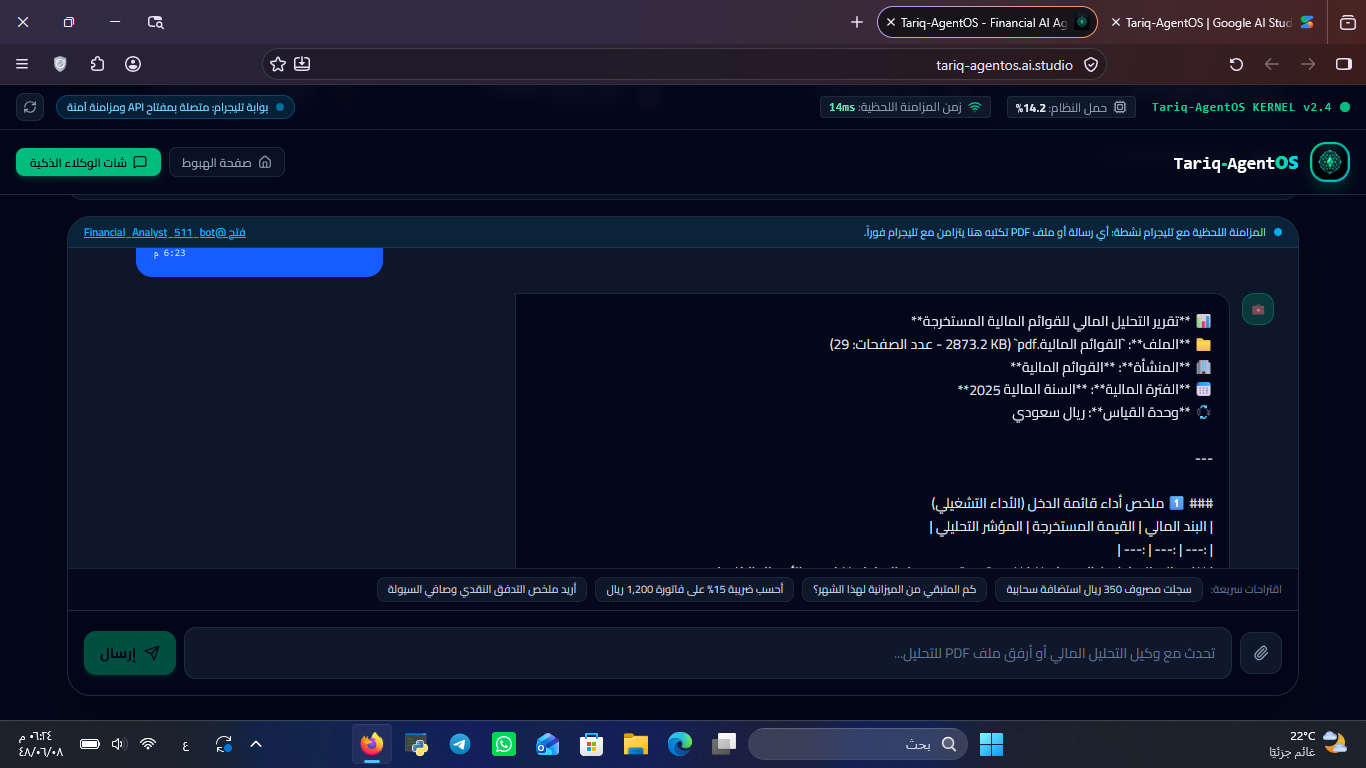 Tariq-AgentOS | Google AI Stud
Tariq-AgentOS - Financial AI Ag
tariq-agentos.ai.studio
Tariq-AgentOS KERNEL v2.4
حمل النظام: 14.2%
زمن المزامنة اللحظية: 14ms
بوابة تليجرام: متصلة بمفتاح API ومزامنة آمنة
Tariq-AgentOS
صفحة الهبوط
شات الوكلاء الذكية
المزامنة اللحظية مع تليجرام نشطة: أي رسالة أو ملف PDF تكتبه هنا يتزامن مع تليجرام فوراً.
فتح @Financial_Analyst_511_bot
6:23 م
📊 **تقرير التحليل المالي للقوائم المالية المستخرجة**
📁 **الملف**: `القوائم المالية.pdf` (2873.2 KB - عدد الصفحات: 29)
🏢 **المنشأة**: **القوائم المالية**
📅 **الفترة المالية**: **السنة المالية 2025**
💱 **وحدة القياس**: ريال سعودي
---
### 1️⃣ ملخص أداء قائمة الدخل (الأداء التشغيلي)
| البند المالي | القيمة المستخرجة | المؤشر التحليلي |
| :--- | :--- | :--- |
اقتراحات سريعة:
سجلت مصروف 350 ريال استضافة سحابية
كم المتبقي من الميزانية لهذا الشهر؟
أحسب ضريبة 15% على فاتورة 1,200 ريال
أريد ملخص التدفق النقدي وصافي السيولة
تحدث مع وكيل التحليل المالي أو أرفق ملف PDF للتحليل...
إرسال
22°C
غائم جزئيًا
بحث
ع
٠٦:٢٤ م
٤٨/٠٦/٠٨